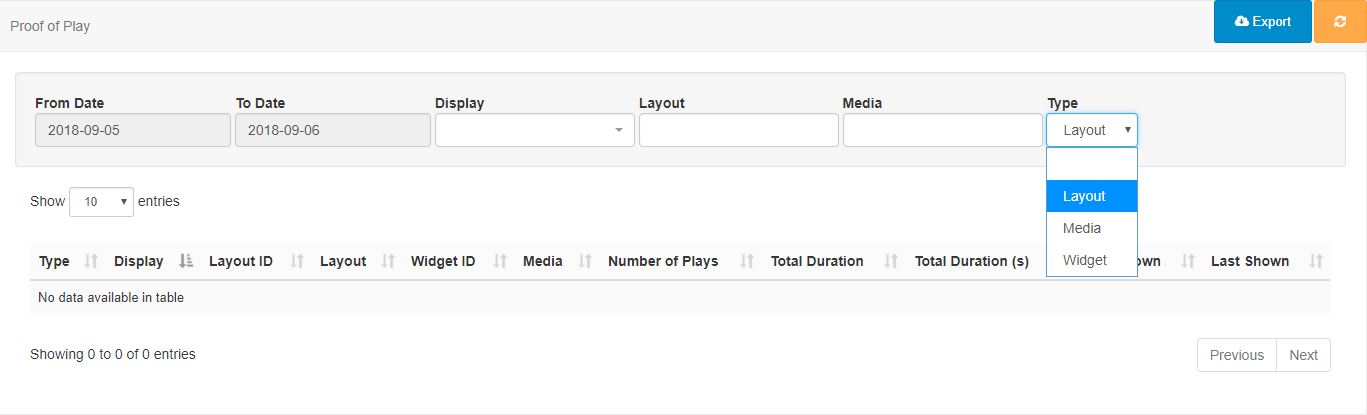 Proof of Play
Export
From Date To Date Display Layout Media Type
2018-09-05 2018-09-06 Layout
Layout
Media
Widget
Show 10 entries
Type Display Layout ID Layout Widget ID Media Number of Plays Total Duration Total Duration (s) own Last Shown
No data available in table
Showing 0 to 0 of 0 entries
Previous Next